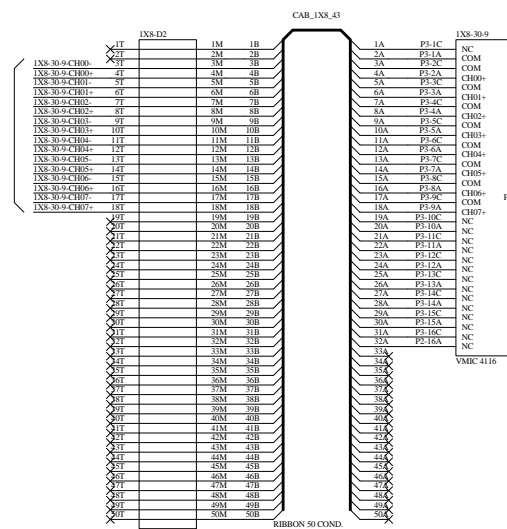 CAB_1X8_43
1X8-D2 1X8-30-9
1T 1M 1B 1A P3-1C NC
2T 2M 2B 2A P3-1A COM
1X8-30-9-CH00- 3T 3M 3B 3A P3-2C COM
1X8-30-9-CH00+ 4T 4M 4B 4A P3-2A CH00+
1X8-30-9-CH01- 5T 5M 5B 5A P3-3C COM
1X8-30-9-CH01+ 6T 6M 6B 6A P3-3A CH01+
1X8-30-9-CH02- 7T 7M 7B 7A P3-4C COM
1X8-30-9-CH02+ 8T 8M 8B 8A P3-4A CH02+
1X8-30-9-CH03- 9T 9M 9B 9A P3-5C COM
1X8-30-9-CH03+ 10T 10M 10B 10A P3-5A CH03+
1X8-30-9-CH04- 11T 11M 11B 11A P3-6C COM
1X8-30-9-CH04+ 12T 12M 12B 12A P3-6A CH04+
1X8-30-9-CH05- 13T 13M 13B 13A P3-7C COM
1X8-30-9-CH05+ 14T 14M 14B 14A P3-7A CH05+
1X8-30-9-CH06- 15T 15M 15B 15A P3-8C COM
1X8-30-9-CH06+ 16T 16M 16B 16A P3-8A CH06+
1X8-30-9-CH07- 17T 17M 17B 17A P3-9C COM
1X8-30-9-CH07+ 18T 18M 18B 18A P3-9A CH07+
19T 19M 19B 19A P3-10C NC
20T 20M 20B 20A P3-10A NC
21T 21M 21B 21A P3-11C NC
22T 22M 22B 22A P3-11A NC
23T 23M 23B 23A P3-12C NC
24T 24M 24B 24A P3-12A NC
25T 25M 25B 25A P3-13C NC
26T 26M 26B 26A P3-13A NC
27T 27M 27B 27A P3-14C NC
28T 28M 28B 28A P3-14A NC
29T 29M 29B 29A P3-15C NC
30T 30M 30B 30A P3-15A NC
31T 31M 31B 31A P3-16C NC
32T 32M 32B 32A P2-16A NC
33T 33M 33B 33A
34T 34M 34B 34A VMIC 4116
35T 35M 35B 35A
36T 36M 36B 36A
37T 37M 37B 37A
38T 38M 38B 38A
39T 39M 39B 39A
40T 40M 40B 40A
41T 41M 41B 41A
42T 42M 42B 42A
43T 43M 43B 43A
44T 44M 44B 44A
45T 45M 45B 45A
46T 46M 46B 46A
47T 47M 47B 47A
48T 48M 48B 48A
49T 49M 49B 49A
50T 50M 50B 50A
RIBBON 50 COND.